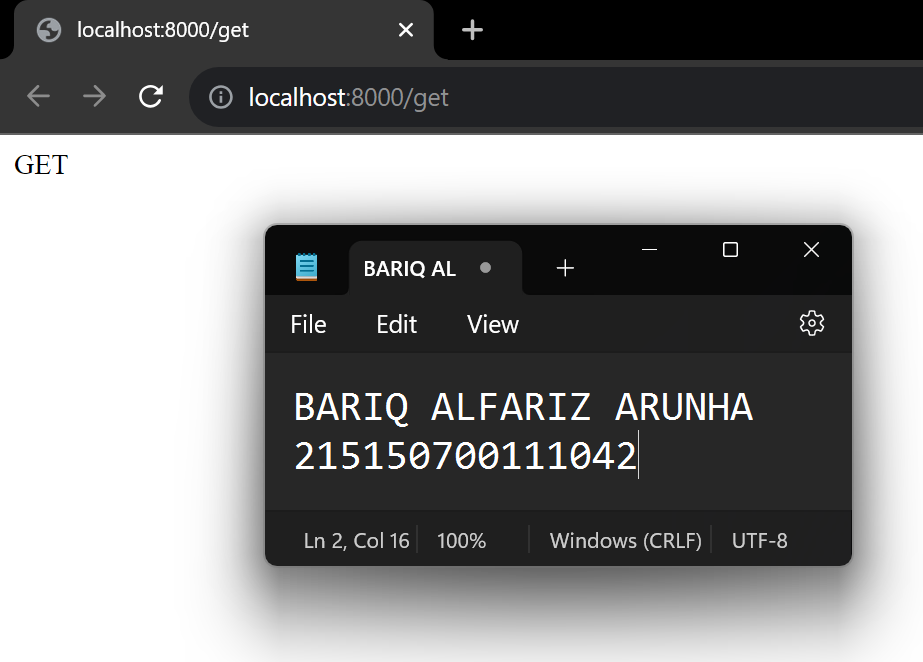 localhost:8000/get
localhost:8000/get
GET
BARIQ AL
File Edit View
BARIQ ALFARIZ ARUNHA
215150700111042
Ln 2, Col 16 100% Windows (CRLF) UTF-8